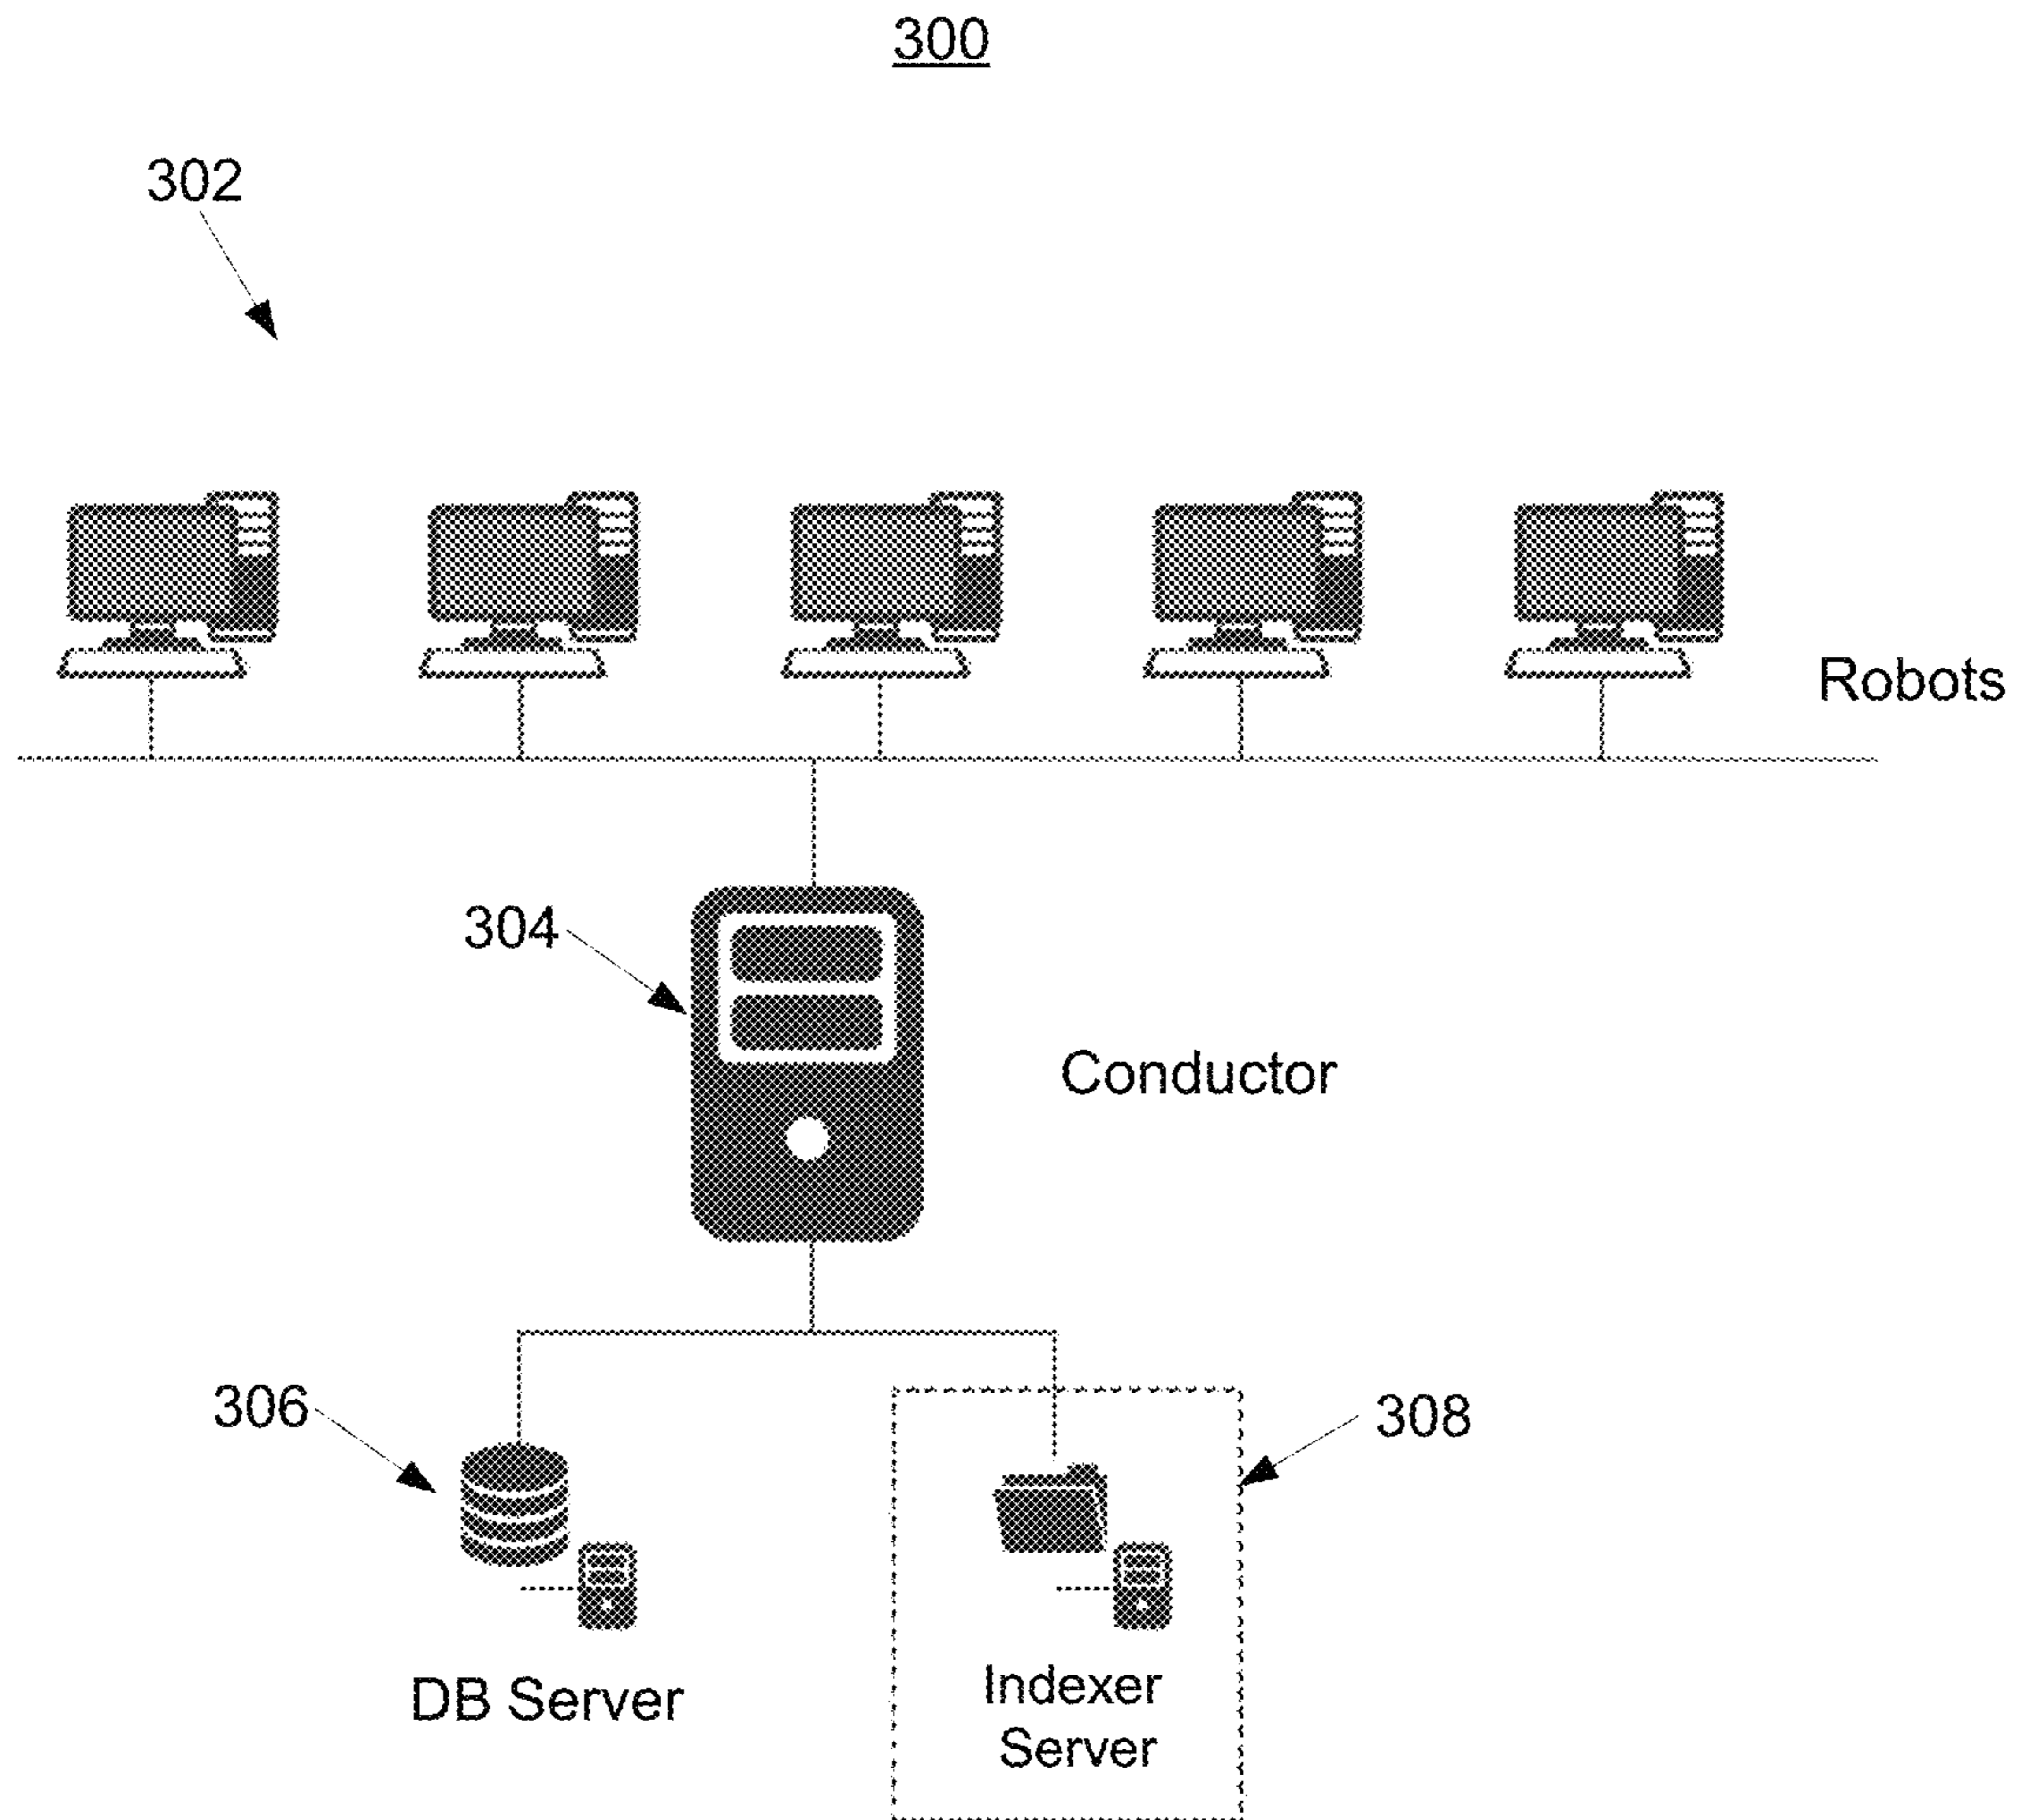 300
302
Robots
304
Conductor
306
308
DB Server
Indexer
Server